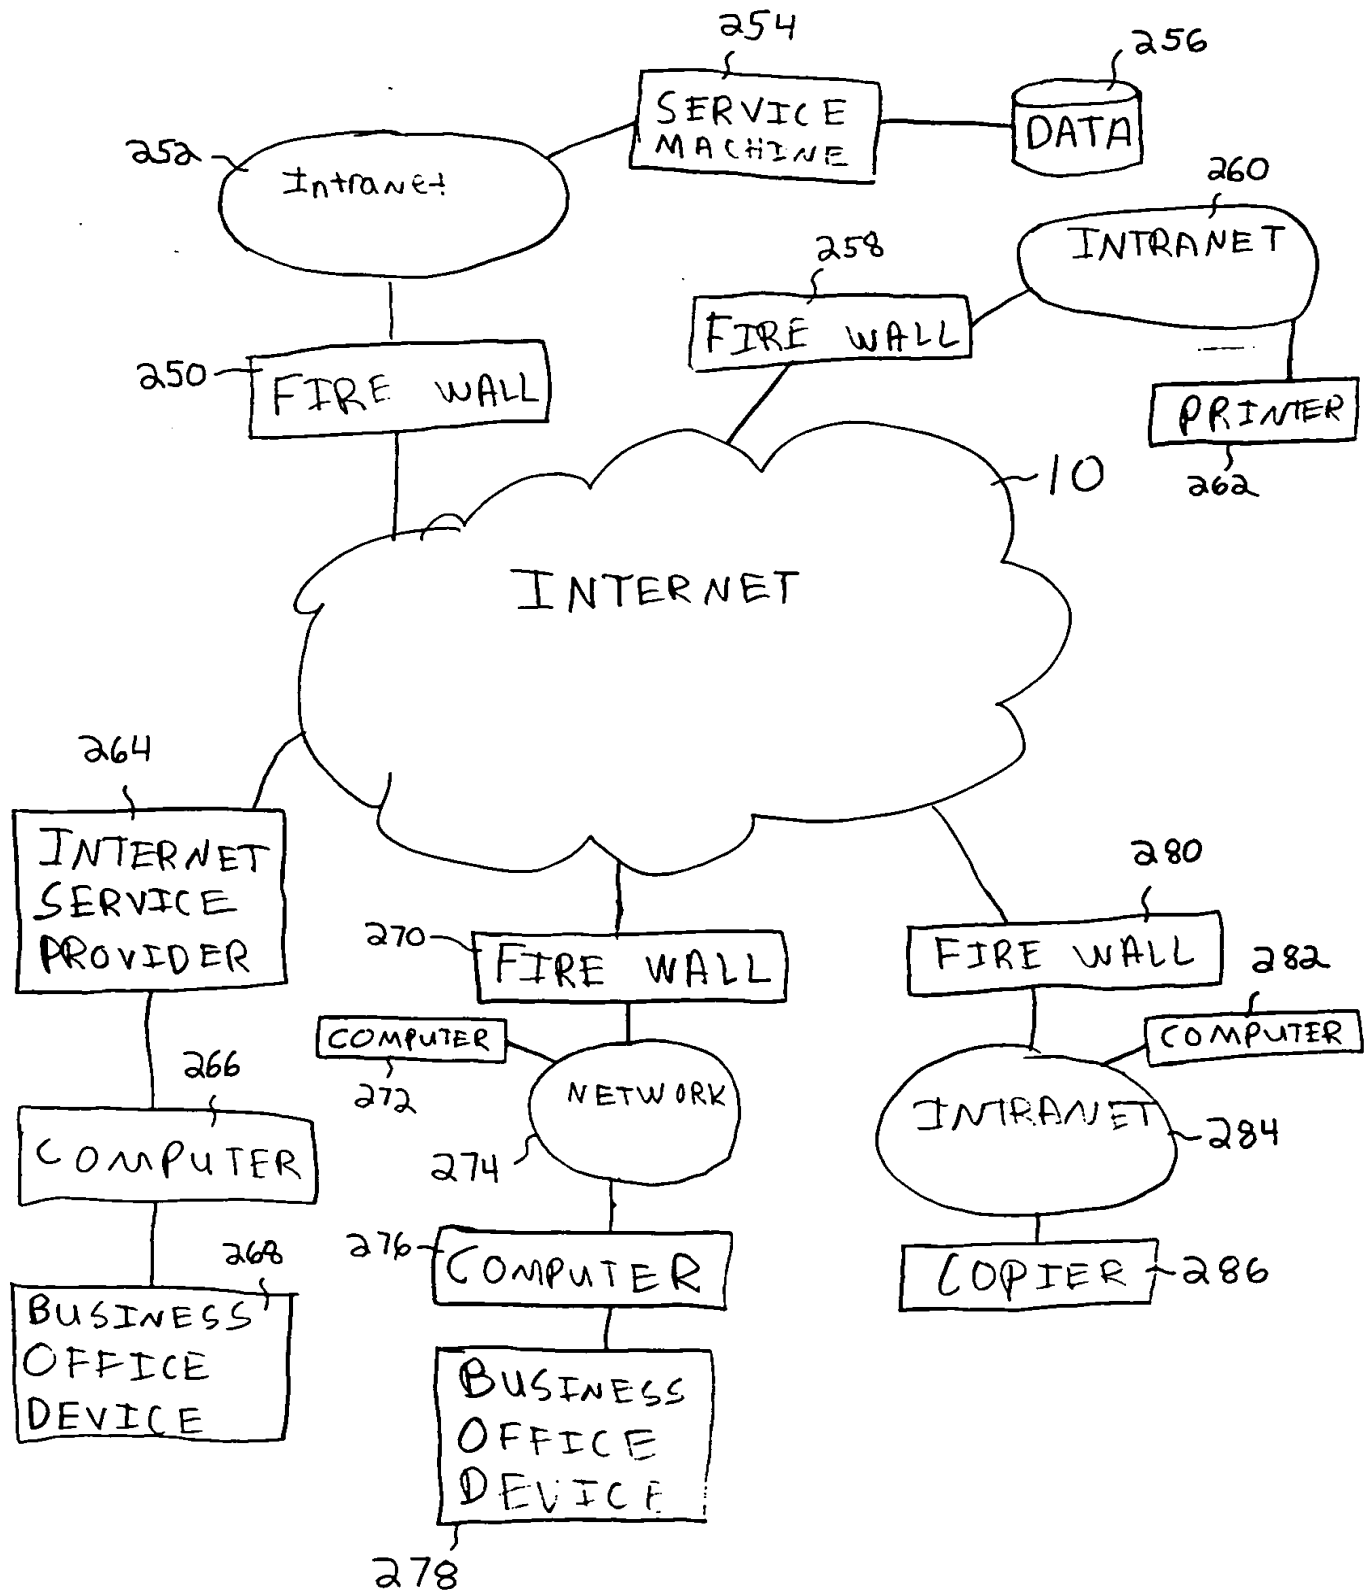 254
SERVICE
MACHINE
256
DATA
252
Intranet
260
INTRANET
258
FIRE WALL
250
FIRE WALL
PRINTER
262
10
INTERNET
264
INTERNET
SERVICE
PROVIDER
270
FIRE WALL
280
FIRE WALL
282
COMPUTER
COMPUTER
272
266
COMPUTER
NETWORK
274
INTRANET
284
276
COMPUTER
COPIER
286
268
BUSINESS
OFFICE
DEVICE
BUSINESS
OFFICE
DEVICE
278